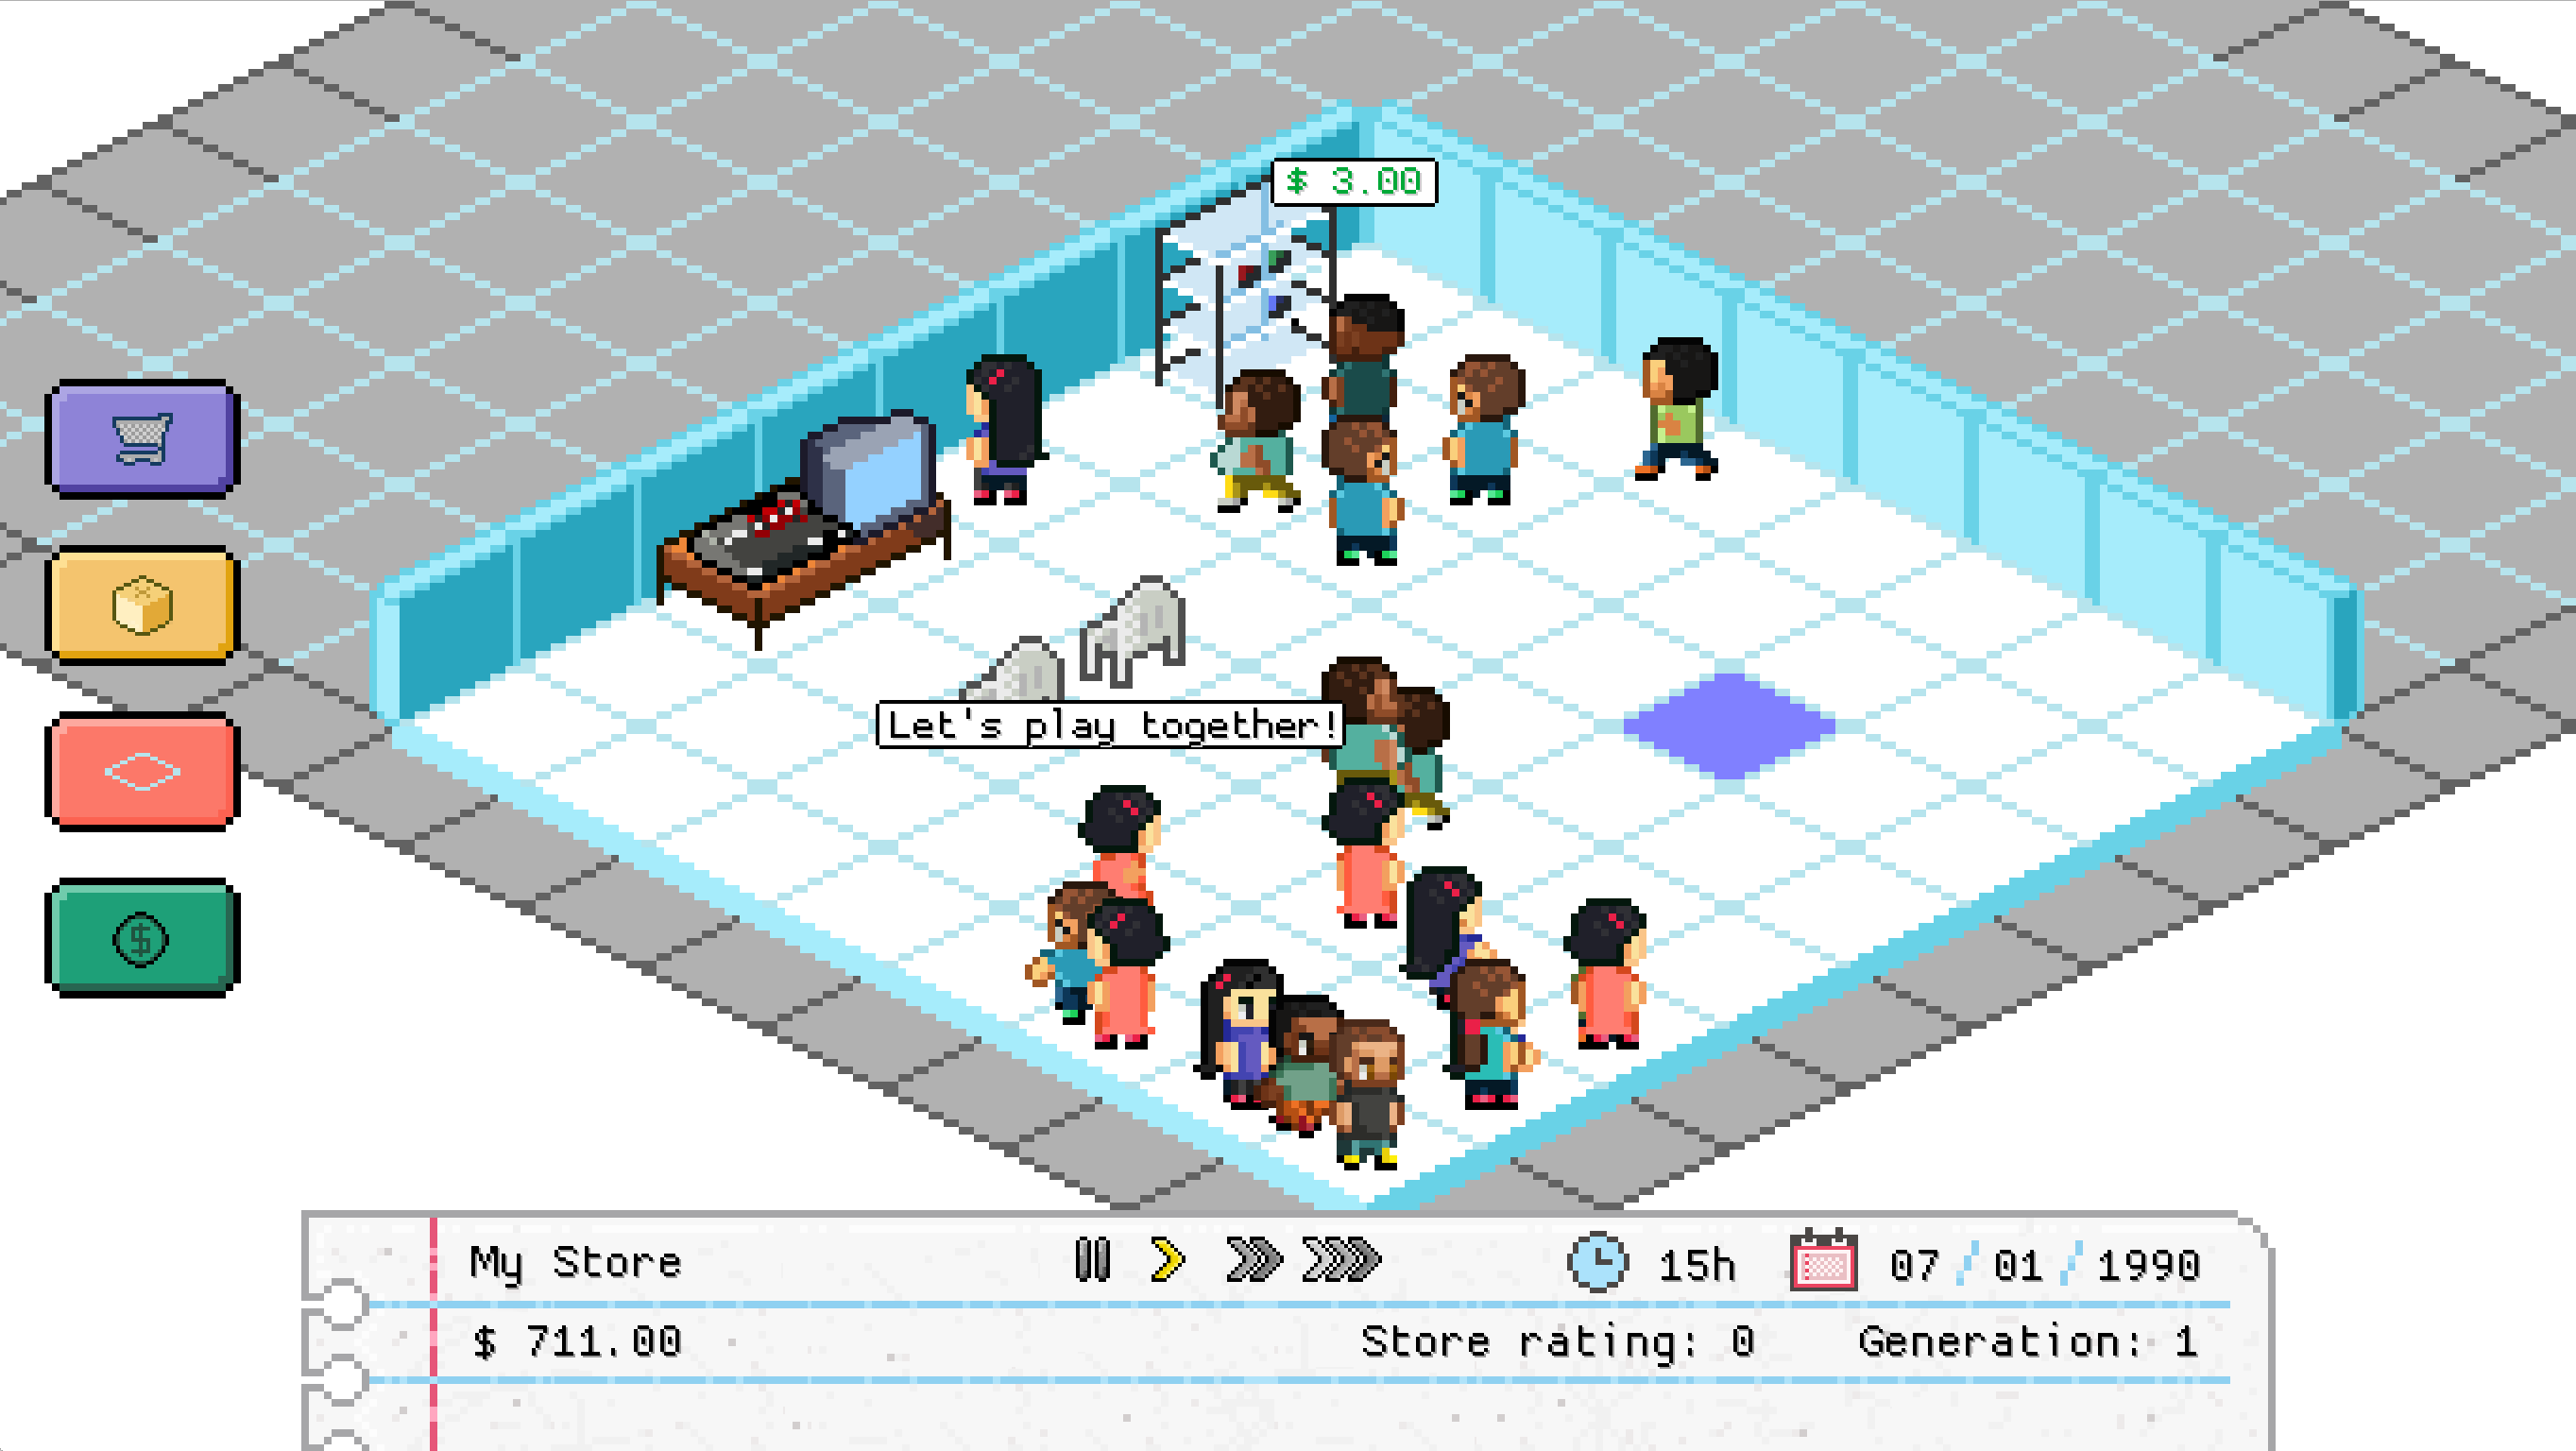 $ 3.00
Let's play together!
My Store 15h 07 / 01 / 1990
$ 711.00 Store rating: 0 Generation: 1